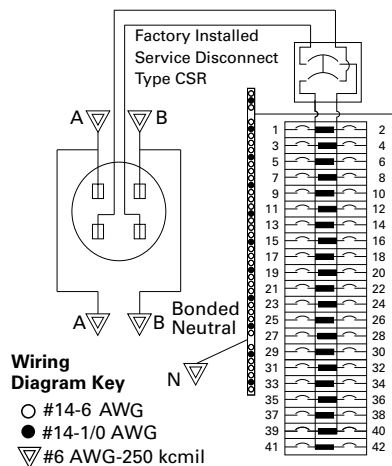 Factory Installed
Service Disconnect
Type CSR
A B
1 2
3 4
5 6
7 8
9 10
11 12
13 14
15 16
17 18
19 20
21 22
23 24
25 26
27 28
29 30
31 32
33 34
35 36
37 38
39 40
41 42
A B
Bonded
Neutral
N
Wiring
Diagram Key
#14-6 AWG
#14-1/0 AWG
#6 AWG-250 kcmil